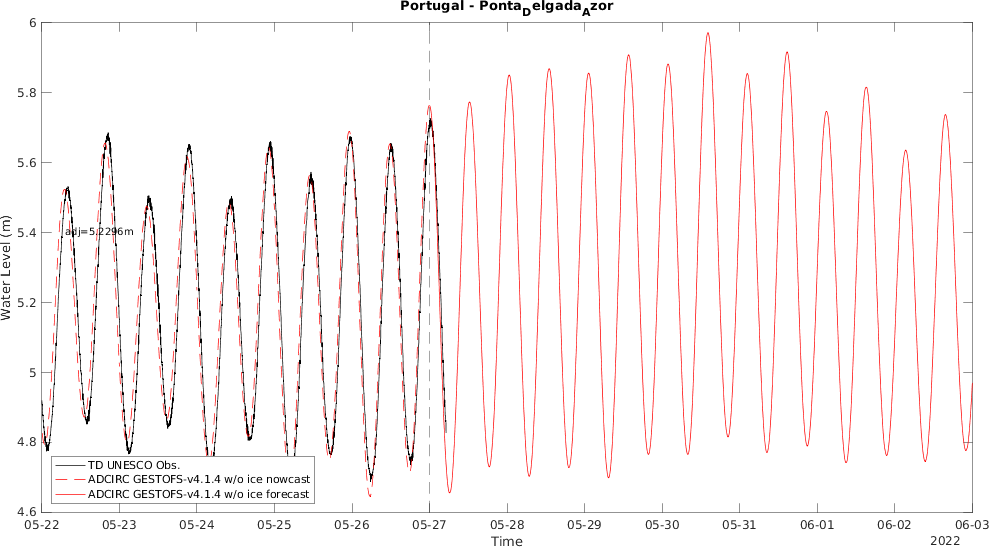 Portugal - Ponta_Delgada_Azor
6
5.8
5.6
5.4
5.2
5
4.8
4.6
Water Level (m)
adj=5.2296m
TD UNESCO Obs.
ADCIRC GESTOFS-v4.1.4 w/o ice nowcast
ADCIRC GESTOFS-v4.1.4 w/o ice forecast
05-22 05-23 05-24 05-25 05-26 05-27 05-28 05-29 05-30 05-31 06-01 06-02 06-03
Time
2022